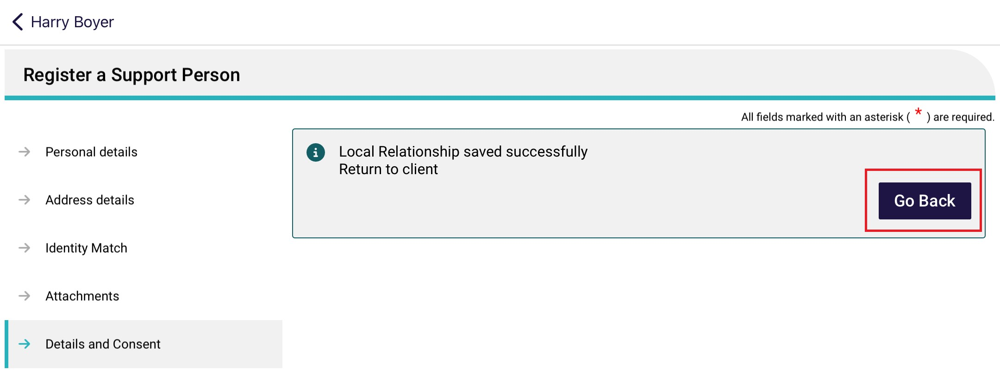 Harry Boyer
Register a Support Person
All fields marked with an asterisk ( * ) are required.
Personal details
Address details
Identity Match
Attachments
Details and Consent
Local Relationship saved successfully
Return to client
Go Back